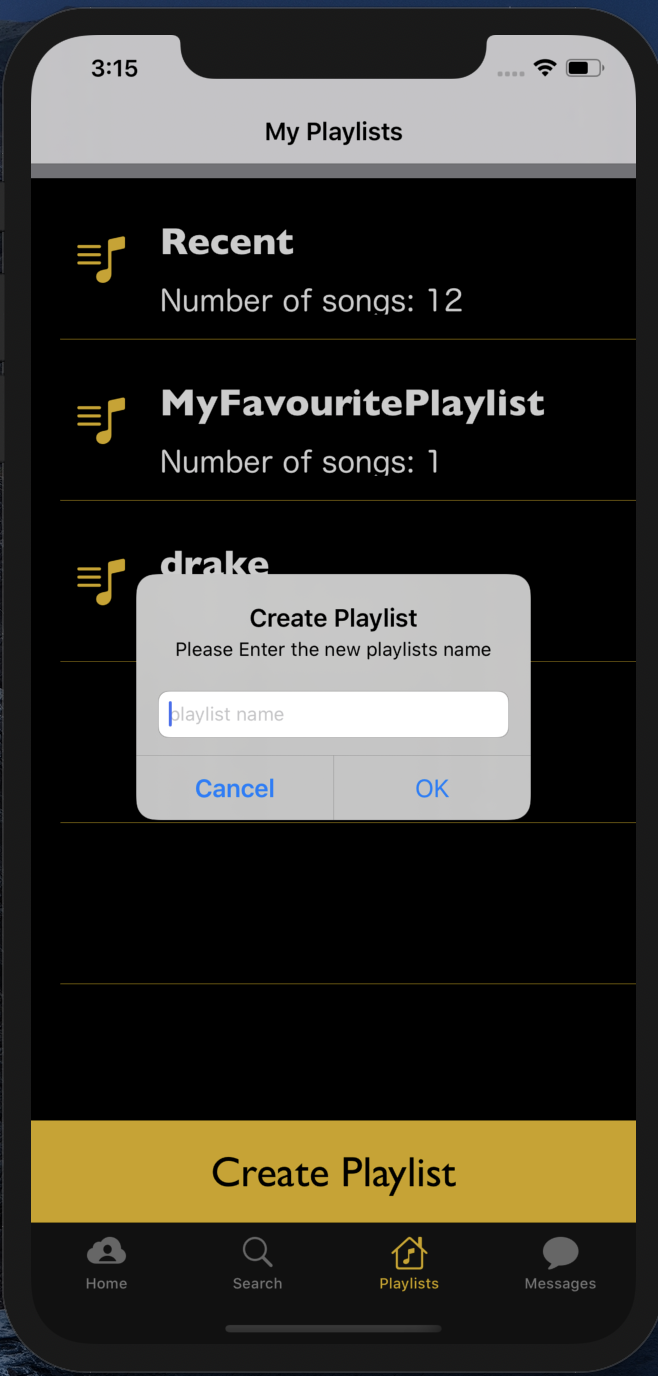 3:15
My Playlists
Recent
Number of songs: 12
MyFavouritePlaylist
Number of songs: 1
drake
Create Playlist
Please Enter the new playlists name
playlist name
Cancel OK
Create Playlist
Home Search Playlists Messages